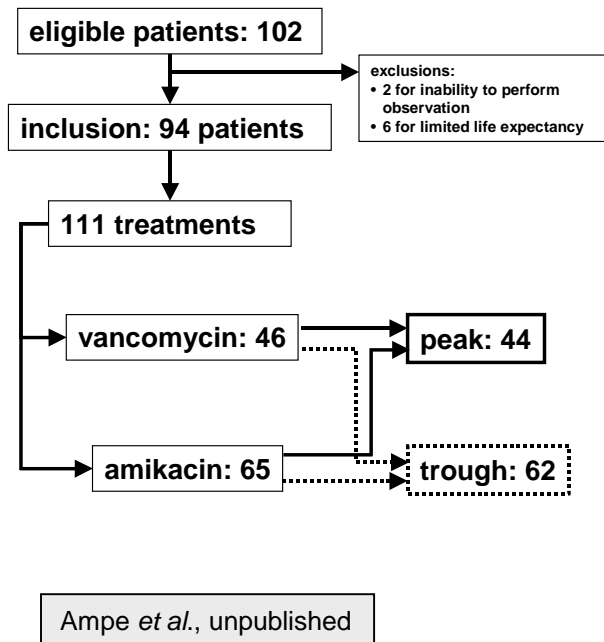 eligible patients: 102
exclusions:
• 2 for inability to perform
observation
• 6 for limited life expectancy
inclusion: 94 patients
111 treatments
vancomycin: 46
peak: 44
amikacin: 65
trough: 62
Ampe et al., unpublished